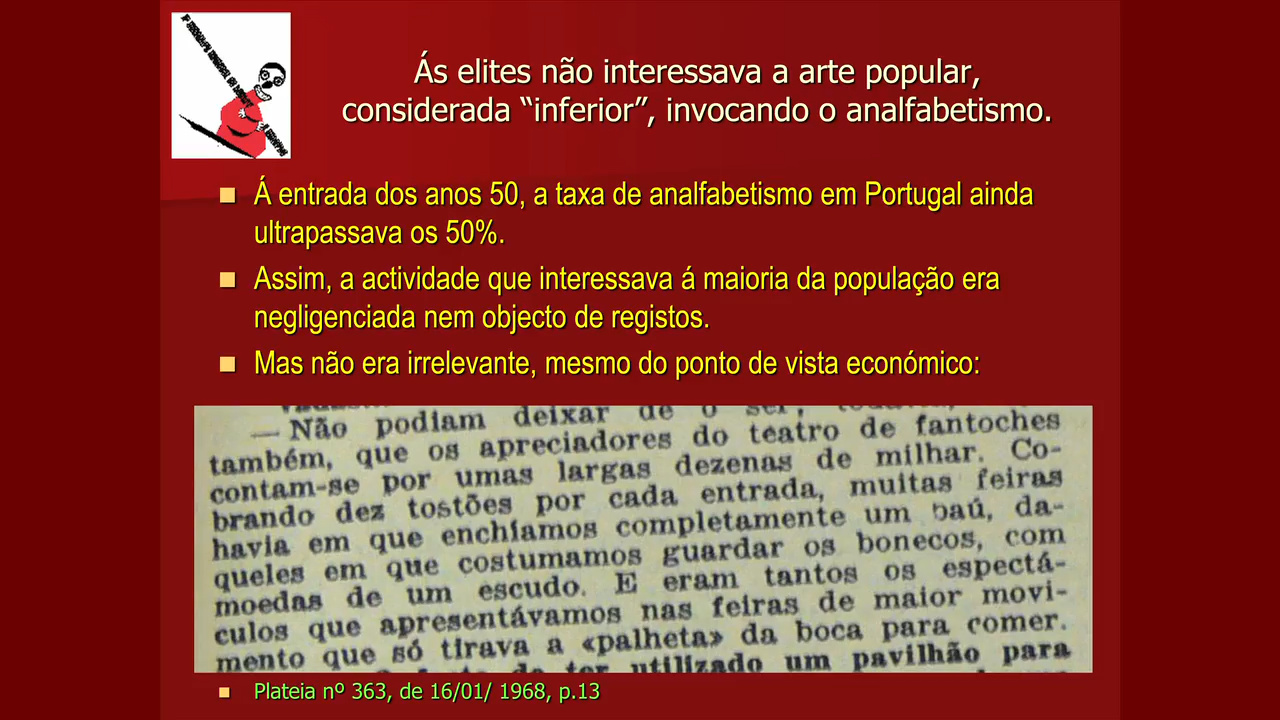 Ás elites não interessava a arte popular,
considerada “inferior”, invocando o analfabetismo.
Á entrada dos anos 50, a taxa de analfabetismo em Portugal ainda
ultrapassava os 50%.
Assim, a actividade que interessava á maioria da população era
negligenciada nem objecto de registos.
Mas não era irrelevante, mesmo do ponto de vista económico:
— Não podiam deixar de o ser,
também, que os apreciadores do teatro de fantoches
contam-se por umas largas dezenas de milhar. Co-
brando dez tostões por cada entrada, muitas feiras
havia em que enchíamos completamente um baú, da-
queles em que costumamos guardar os bonecos, com
moedas de um escudo. E eram tantos os espectá-
culos que apresentávamos nas feiras de maior movi-
mento que só tirava a «palheta» da boca para comer.
de ter utilizado um pavilhão para
Plateia nº 363, de 16/01/ 1968, p.13